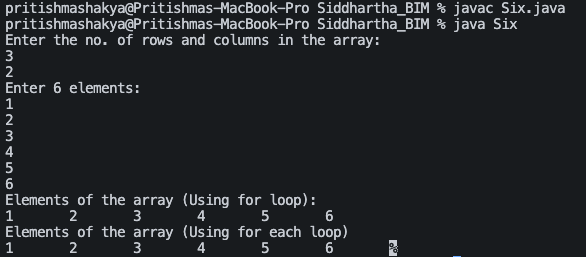 pritishmashakya@Pritishmas-MacBook-Pro Siddhartha_BIM % javac Six.java
pritishmashakya@Pritishmas-MacBook-Pro Siddhartha_BIM % java Six
Enter the no. of rows and columns in the array:
3
2
Enter 6 elements:
1
2
3
4
5
6
Elements of the array (Using for loop):
1 2 3 4 5 6
Elements of the array (Using for each loop)
1 2 3 4 5 6 %